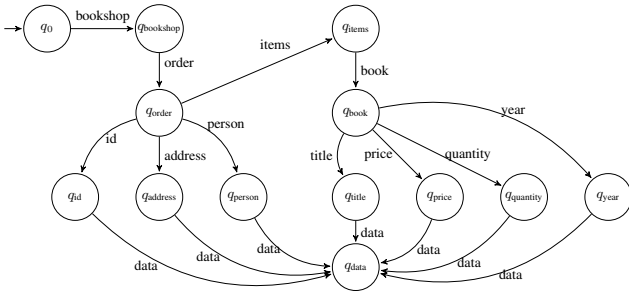 bookshop
q0
qbookshop
qitems
items
order
book
qorder
qbook
year
id
person
address
title
price
quantity
qid
qaddress
qperson
qtitle
qprice
qquantity
qyear
data
data
data
data
data
data
data
qdata